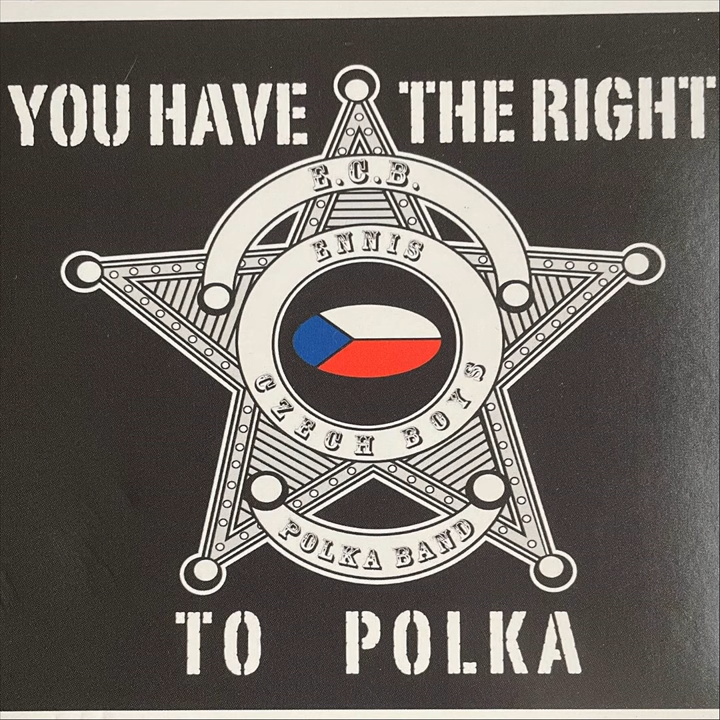 YOU HAVE THE RIGHT
E.C.B.
ENNIS
CZECH BOYS
POLKA BAND
TO POLKA